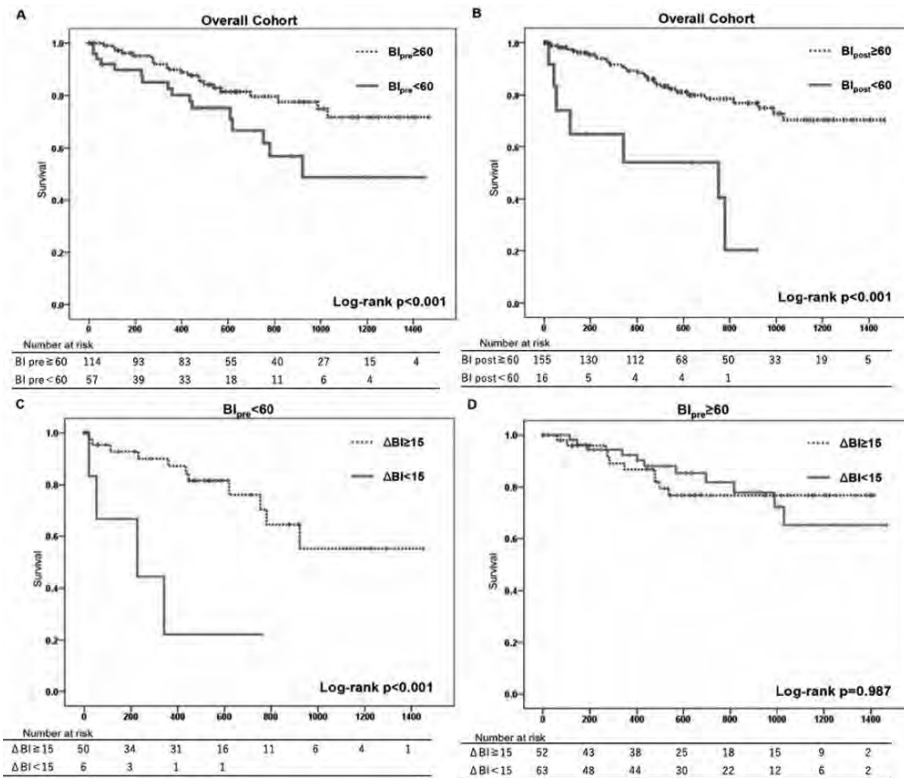 A
Overall Cohort
BIpre≥60
BIpre<60
1.0
0.8
0.6
0.4
0.2
0.0
Survival
Log-rank p<0.001
0 200 400 600 800 1000 1200 1400
Number at risk
BI pre≥60 114 93 83 55 40 27 15 4
BI pre<60 57 39 33 18 11 6 4
B
Overall Cohort
BIpost≥60
BIpost<60
1.0
0.8
0.6
0.4
0.2
0.0
Survival
Log-rank p<0.001
0 200 400 600 800 1000 1200 1400
Number at risk
BI post≥60 155 130 112 68 50 33 19 5
BI post<60 16 5 4 4 1
C
BIpre<60
ΔBI≥15
ΔBI<15
1.0
0.8
0.6
0.4
0.2
0.0
Survival
Log-rank p<0.001
0 200 400 600 800 1000 1200 1400
Number at risk
ΔBI≥15 50 34 31 16 11 6 4 1
ΔBI<15 6 3 1 1
D
BIpre≥60
ΔBI≥15
ΔBI<15
1.0
0.8
0.6
0.4
0.2
0.0
Survival
Log-rank p=0.987
0 200 400 600 800 1000 1200 1400
Number at risk
ΔBI≥15 52 43 38 25 18 15 9 2
ΔBI<15 63 48 44 30 22 12 6 2